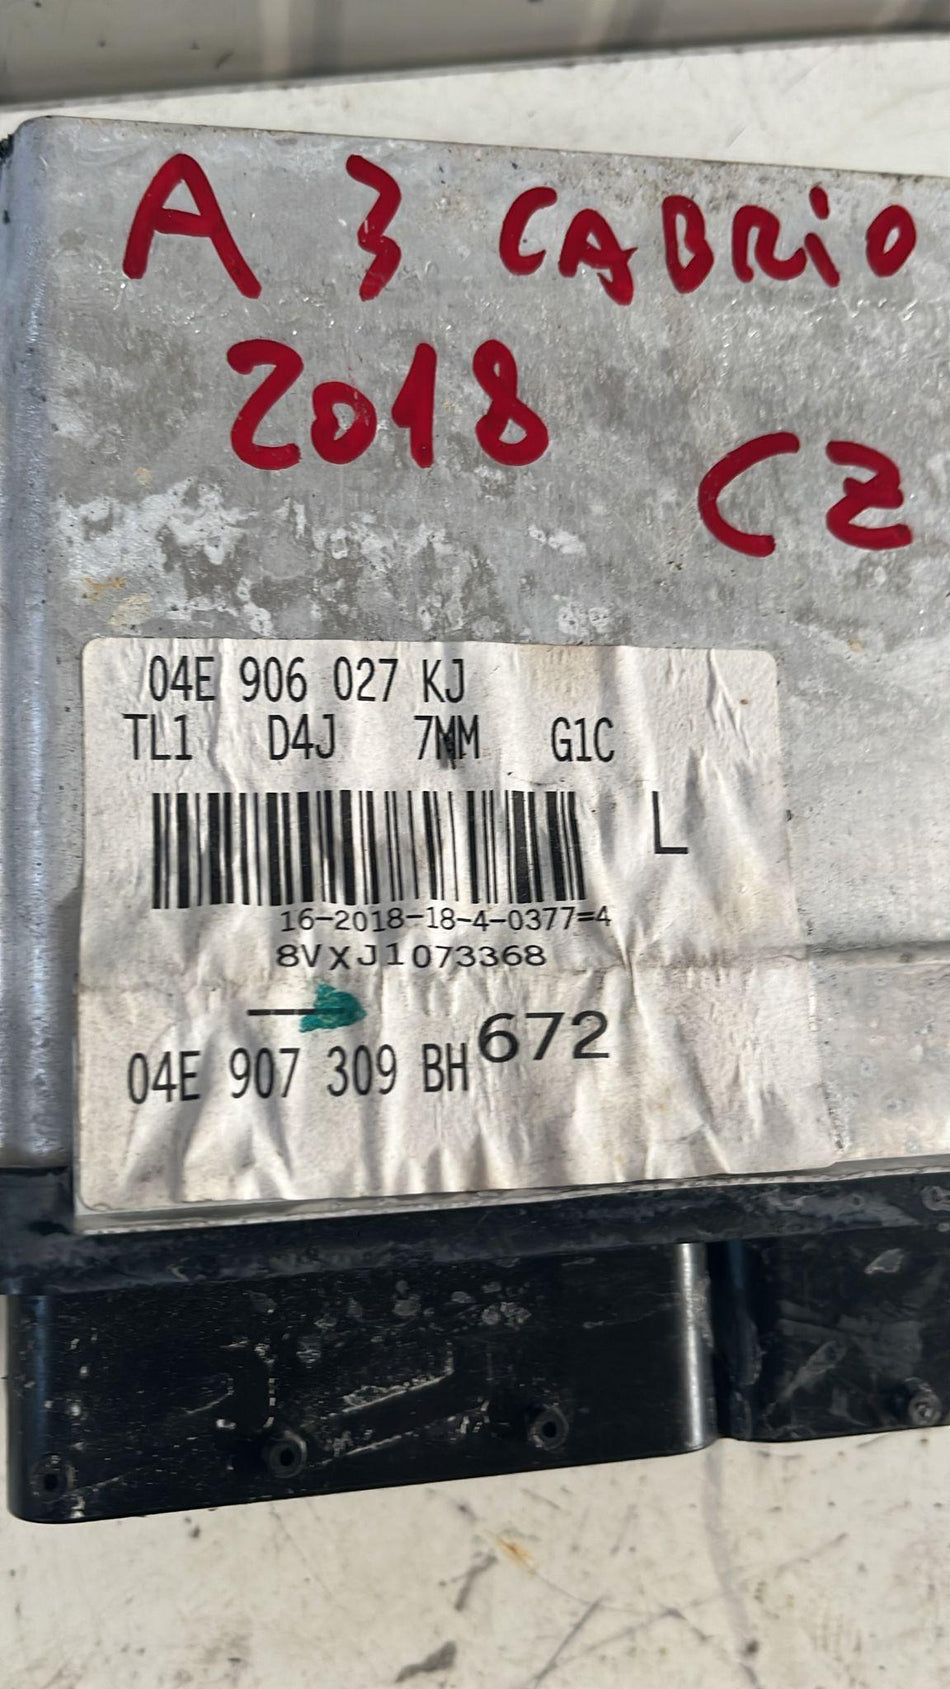 A 3 CABRiO
2018
CZ
04E 906 027 KJ
TL1 D4J 7MM G1C
L
16-2018-18-4-0377=4
8VXJ1073368
672
04E 907 309 BH